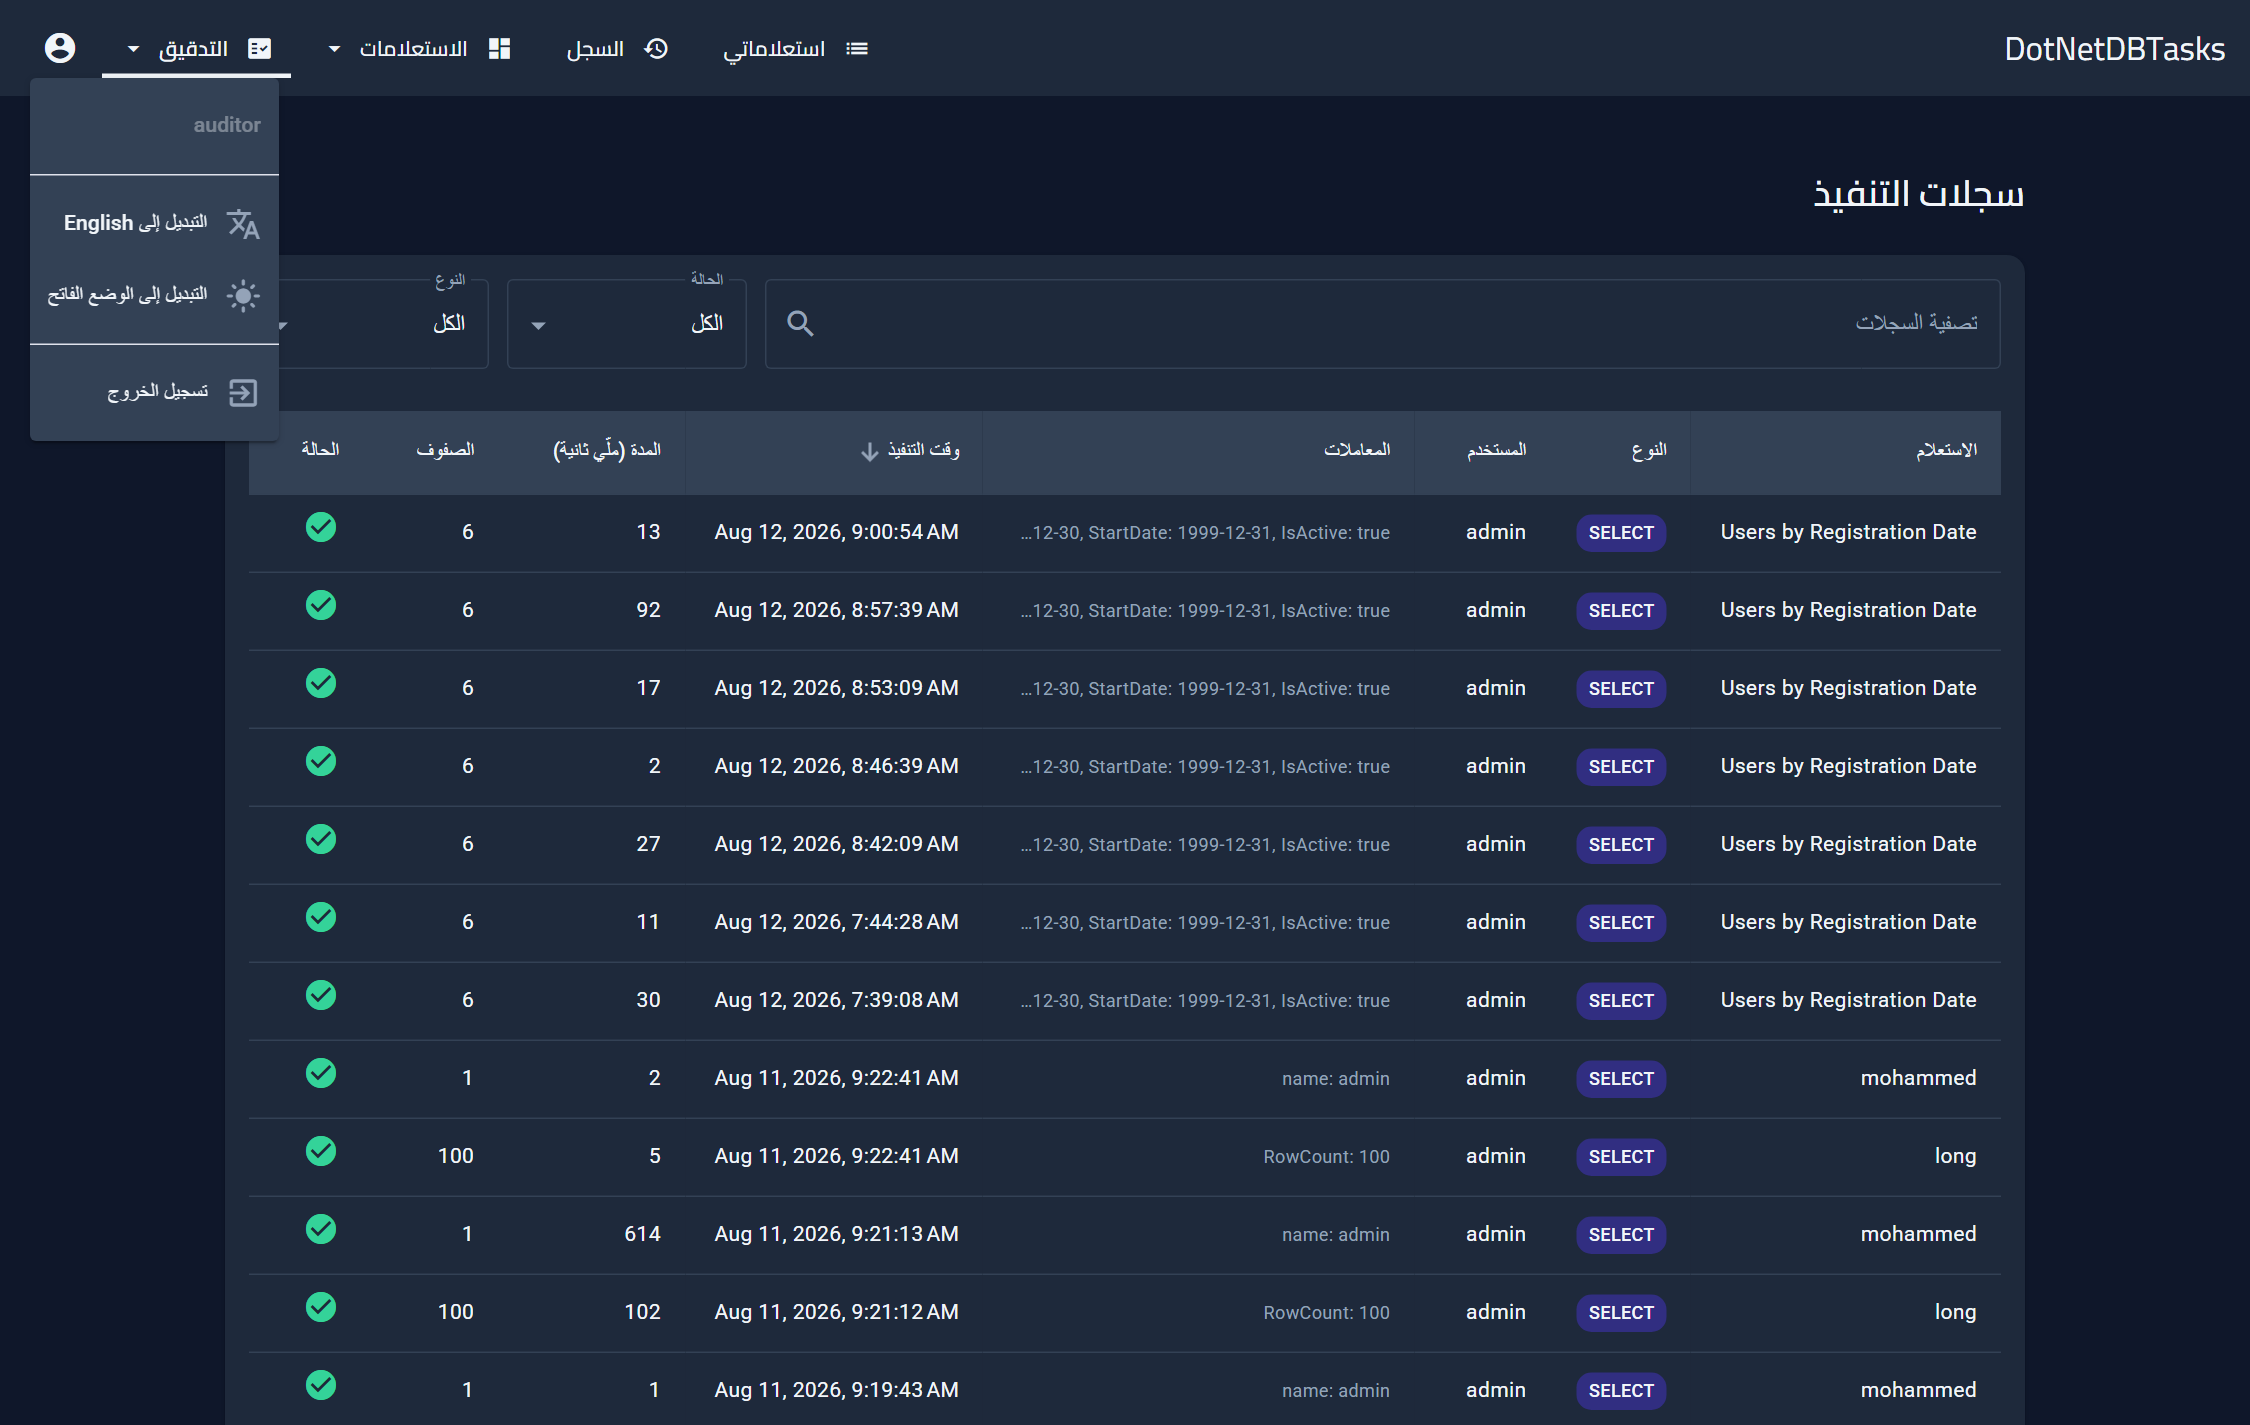 DotNetDBTasks
استعلاماتي
السجل
الاستعلامات
التدقيق
auditor
التبديل إلى English
التبديل إلى الوضع الفاتح
تسجيل الخروج
سجلات التنفيذ
تصفية السجلات
الحالة
الكل
النوع
الكل
الاستعلام النوع المستخدم المعاملات وقت التنفيذ المدة (ملّي ثانية) الصفوف الحالة
Users by Registration Date SELECT admin ...12-30, StartDate: 1999-12-31, IsActive: true Aug 12, 2026, 9:00:54 AM 13 6
Users by Registration Date SELECT admin ...12-30, StartDate: 1999-12-31, IsActive: true Aug 12, 2026, 8:57:39 AM 92 6
Users by Registration Date SELECT admin ...12-30, StartDate: 1999-12-31, IsActive: true Aug 12, 2026, 8:53:09 AM 17 6
Users by Registration Date SELECT admin ...12-30, StartDate: 1999-12-31, IsActive: true Aug 12, 2026, 8:46:39 AM 2 6
Users by Registration Date SELECT admin ...12-30, StartDate: 1999-12-31, IsActive: true Aug 12, 2026, 8:42:09 AM 27 6
Users by Registration Date SELECT admin ...12-30, StartDate: 1999-12-31, IsActive: true Aug 12, 2026, 7:44:28 AM 11 6
Users by Registration Date SELECT admin ...12-30, StartDate: 1999-12-31, IsActive: true Aug 12, 2026, 7:39:08 AM 30 6
mohammed SELECT admin name: admin Aug 11, 2026, 9:22:41 AM 2 1
long SELECT admin RowCount: 100 Aug 11, 2026, 9:22:41 AM 5 100
mohammed SELECT admin name: admin Aug 11, 2026, 9:21:13 AM 614 1
long SELECT admin RowCount: 100 Aug 11, 2026, 9:21:12 AM 102 100
mohammed SELECT admin name: admin Aug 11, 2026, 9:19:43 AM 1 1